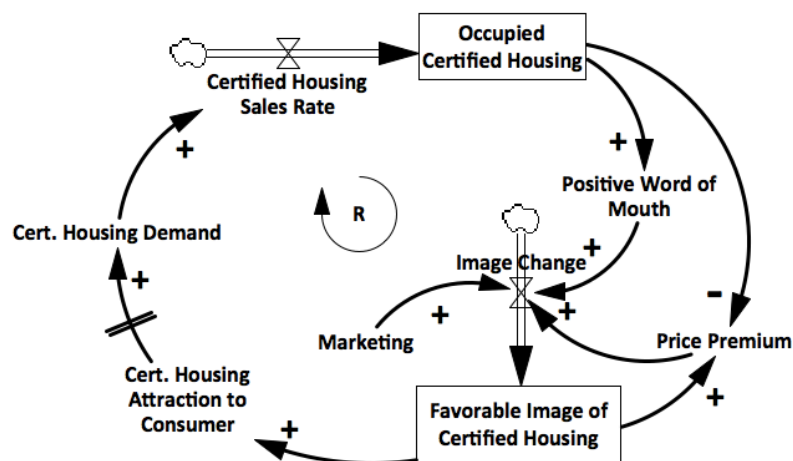 Occupied
Certified Housing
Certified Housing
Sales Rate
+
+
Positive Word of
Mouth
R
Cert. Housing Demand
+
Image Change
+
-
+
+
Marketing
Price Premium
Cert. Housing
Attraction to
Consumer
+
Favorable Image of
Certified Housing
+